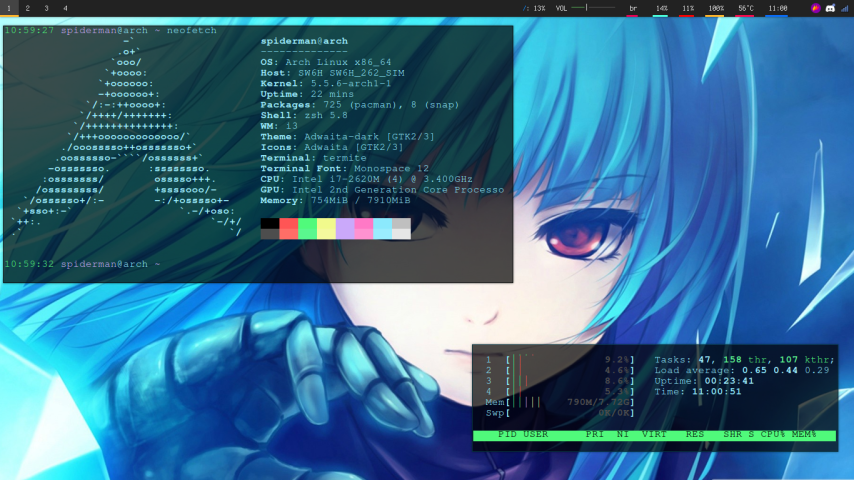 1 2 3 4 /: 13% VOL br 14% 11% 100% 56°C 11:00
10:59:27 spiderman@arch ~ neofetch
spiderman@arch
-------------
OS: Arch Linux x86_64
Host: SW6H SW6H_262_SIM
Kernel: 5.5.6-arch1-1
Uptime: 22 mins
Packages: 725 (pacman), 8 (snap)
Shell: zsh 5.8
WM: i3
Theme: Adwaita-dark [GTK2/3]
Icons: Adwaita [GTK2/3]
Terminal: termite
Terminal Font: Monospace 12
CPU: Intel i7-2620M (4) @ 3.400GHz
GPU: Intel 2nd Generation Core Processo
Memory: 754MiB / 7910MiB
10:59:32 spiderman@arch ~
1 [ 9.2%] Tasks: 47, 158 thr, 107 kthr;
2 [ 4.6%] Load average: 0.65 0.44 0.29
3 [ 8.6%] Uptime: 00:23:41
4 [ 5.3%] Time: 11:00:51
Mem[ 790M/7.72G]
Swp[ 0K/0K]
PID USER PRI NI VIRT RES SHR S CPU% MEM%